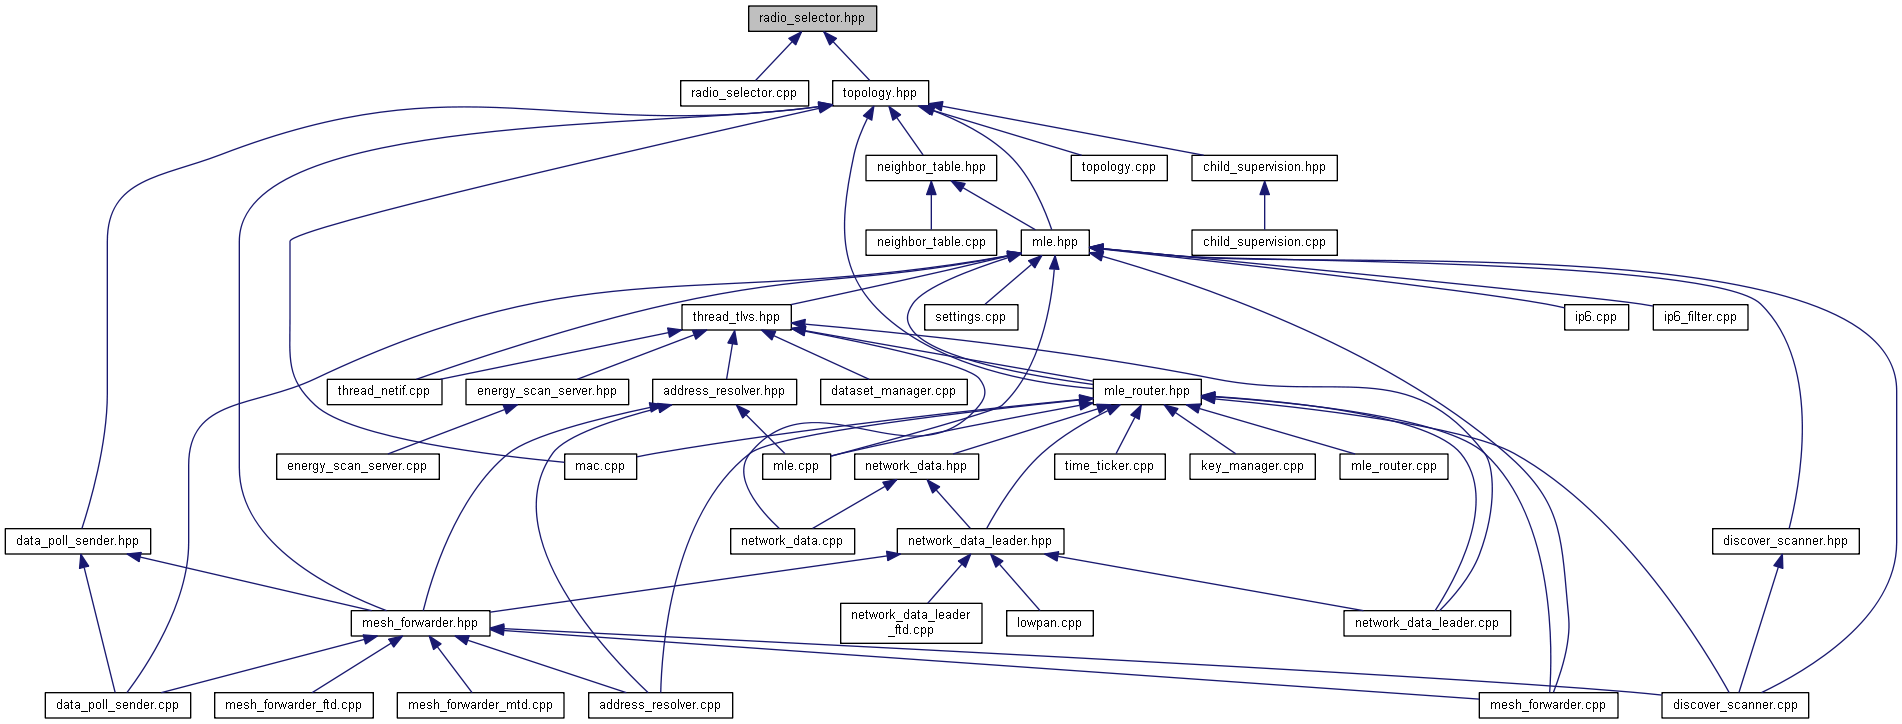 radio_selector.hpp
radio_selector.cpp
topology.hpp
neighbor_table.hpp
topology.cpp
child_supervision.hpp
neighbor_table.cpp
mle.hpp
child_supervision.cpp
thread_tlvs.hpp
settings.cpp
ip6.cpp
ip6_filter.cpp
thread_netif.cpp
energy_scan_server.hpp
address_resolver.hpp
dataset_manager.cpp
mle_router.hpp
energy_scan_server.cpp
mac.cpp
mle.cpp
network_data.hpp
time_ticker.cpp
key_manager.cpp
mle_router.cpp
data_poll_sender.hpp
network_data.cpp
network_data_leader.hpp
discover_scanner.hpp
mesh_forwarder.hpp
network_data_leader
_ftd.cpp
lowpan.cpp
network_data_leader.cpp
data_poll_sender.cpp
mesh_forwarder_ftd.cpp
mesh_forwarder_mtd.cpp
address_resolver.cpp
mesh_forwarder.cpp
discover_scanner.cpp